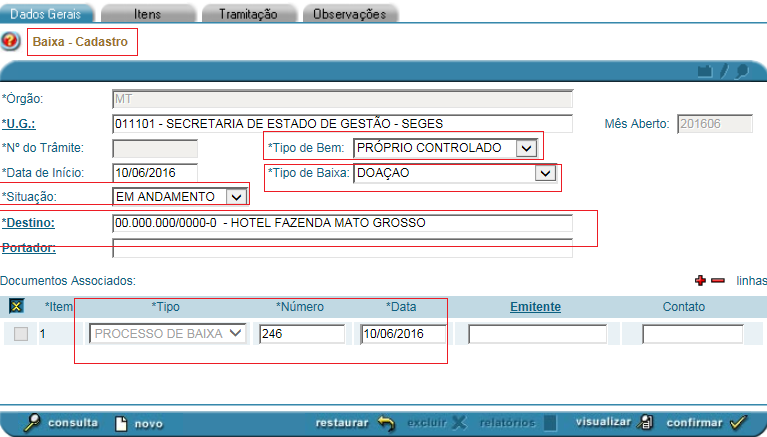 Dados Gerais Itens Tramitação Observações
Baixa - Cadastro
*Órgão: MT
*U.G.: 011101 - SECRETARIA DE ESTADO DE GESTÃO - SEGES Mês Aberto: 201606
*Nº do Trâmite: *Tipo de Bem: PRÓPRIO CONTROLADO
*Data de Início: 10/06/2016 *Tipo de Baixa: DOAÇAO
*Situação: EM ANDAMENTO
*Destino: 00.000.000/0000-0 - HOTEL FAZENDA MATO GROSSO
Portador:
Documentos Associados: linhas
*Item *Tipo *Número *Data Emitente Contato
1 PROCESSO DE BAIXA 246 10/06/2016
consulta novo restaurar excluir relatórios visualizar confirmar